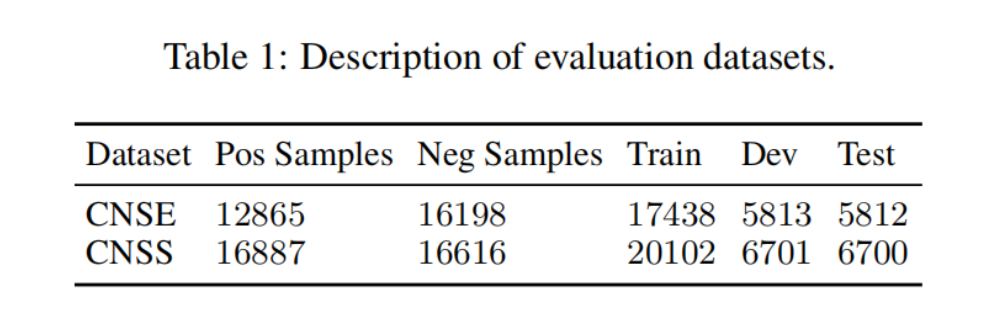 Table 1: Description of evaluation datasets.
Dataset Pos Samples Neg Samples Train Dev Test
CNSE 12865 16198 17438 5813 5812
CNSS 16887 16616 20102 6701 6700